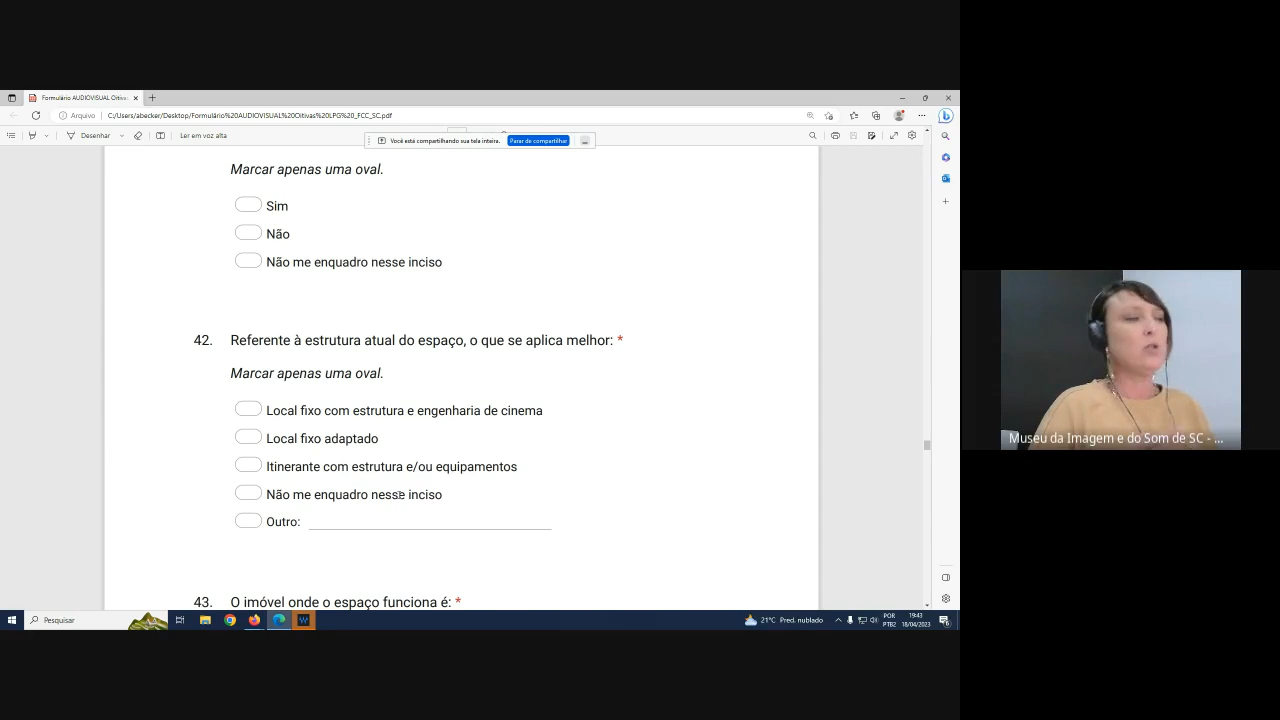 Formulário AUDIOVISUAL Oitiva
Arquivo
C:/Users/abecker/Desktop/Formulário%20AUDIOVISUAL%20Oitivas%20LPG%20_FCC_SC.pdf
Desenhar
Ler em voz alta
Você está compartilhando sua tela inteira.
Parar de compartilhar
Marcar apenas uma oval.
Sim
Não
Não me enquadro nesse inciso
42. Referente à estrutura atual do espaço, o que se aplica melhor: *
Marcar apenas uma oval.
Local fixo com estrutura e engenharia de cinema
Local fixo adaptado
Itinerante com estrutura e/ou equipamentos
Não me enquadro nesse inciso
Outro:
43. O imóvel onde o espaço funciona é: *
Museu da Imagem e do Som de SC - ...
Pesquisar
21°C Pred. nublado
POR
PTB2
19:43
18/04/2023